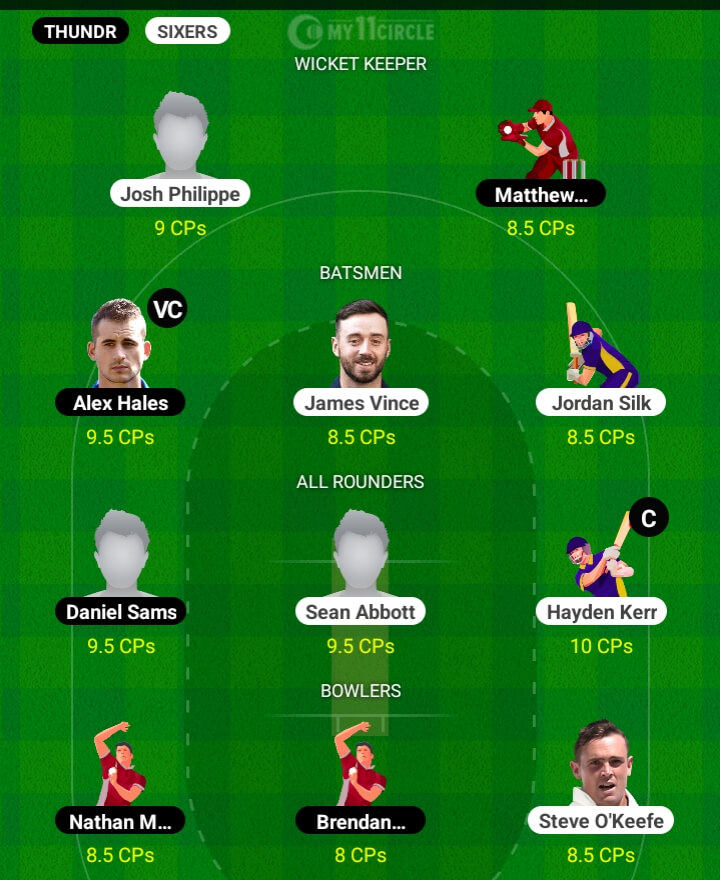 THUNDR SIXERS MY11CIRCLE
WICKET KEEPER
Josh Philippe Matthew...
9 CPs 8.5 CPs
BATSMEN
VC
Alex Hales James Vince Jordan Silk
9.5 CPs 8.5 CPs 8.5 CPs
ALL ROUNDERS
C
Daniel Sams Sean Abbott Hayden Kerr
9.5 CPs 9.5 CPs 10 CPs
BOWLERS
Nathan M... Brendan... Steve O'Keefe
8.5 CPs 8 CPs 8.5 CPs